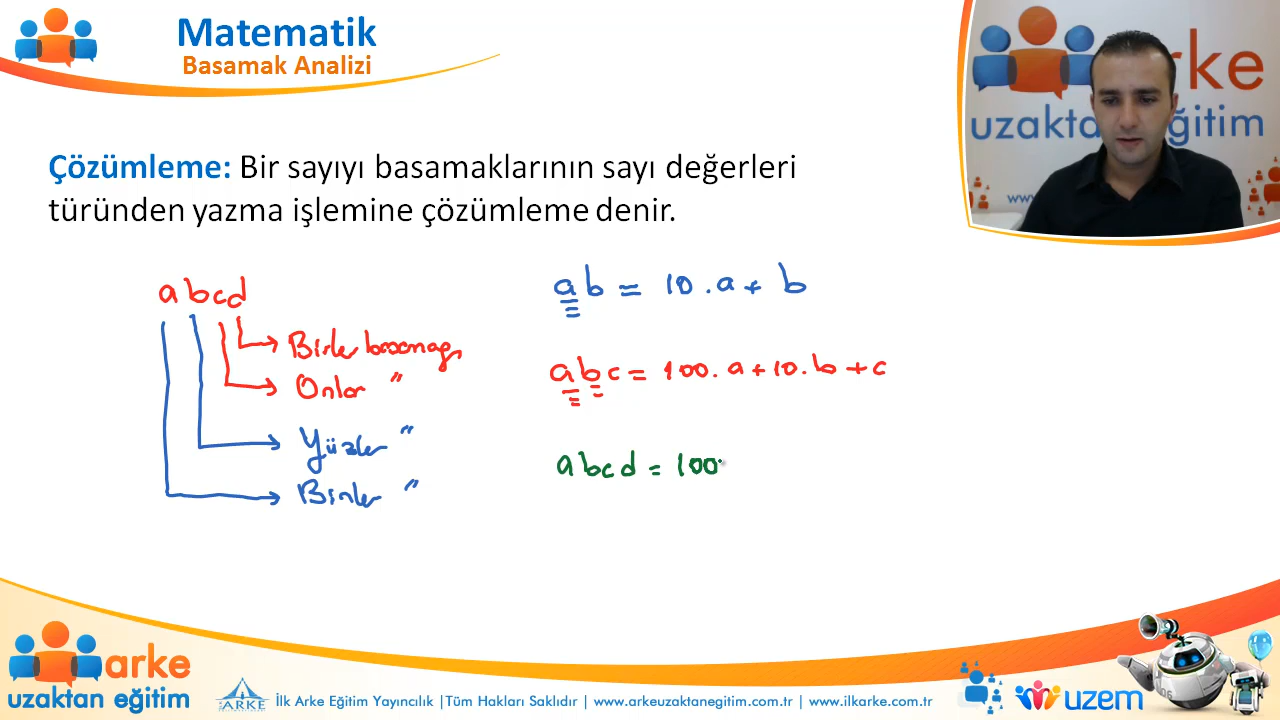 Matematik
Basamak Analizi
arke
uzaktan eğitim
www
Çözümleme: Bir sayıyı basamaklarının sayı değerleri
türünden yazma işlemine çözümleme denir.
abcd
Birler basamağı
Onlar "
Yüzler "
Binler "
ab = 10.a + b
abc = 100.a+10.b+c
abcd = 100
arke
uzaktan eğitim
ARKE
İlk Arke Eğitim Yayıncılık |Tüm Hakları Saklıdır | www.arkeuzaktanegitim.com.tr | www.ilkarke.com.tr
uzem